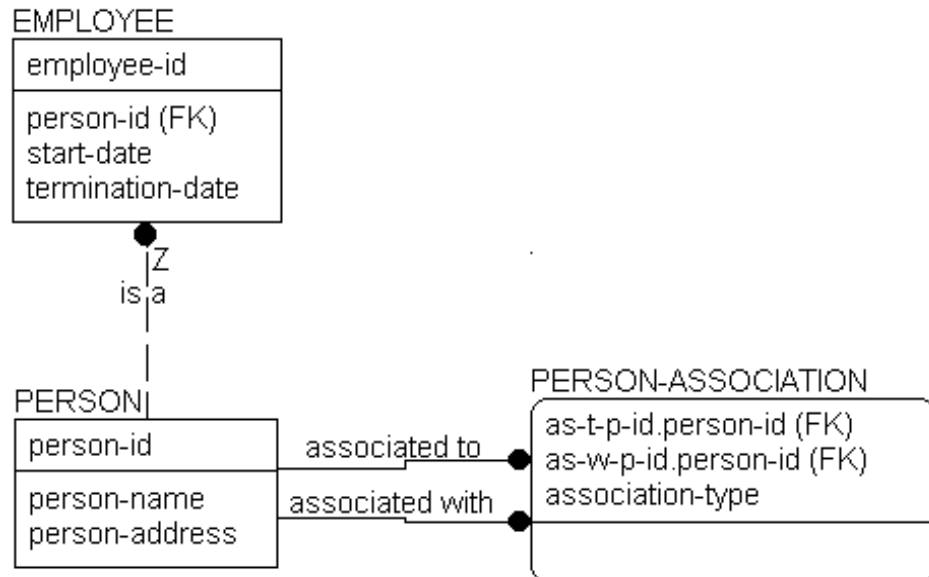 EMPLOYEE
employee-id
person-id (FK)
start-date
termination-date
Z
is a
PERSON
person-id
person-name
person-address
associated to
associated with
PERSON-ASSOCIATION
as-t-p-id.person-id (FK)
as-w-p-id.person-id (FK)
association-type